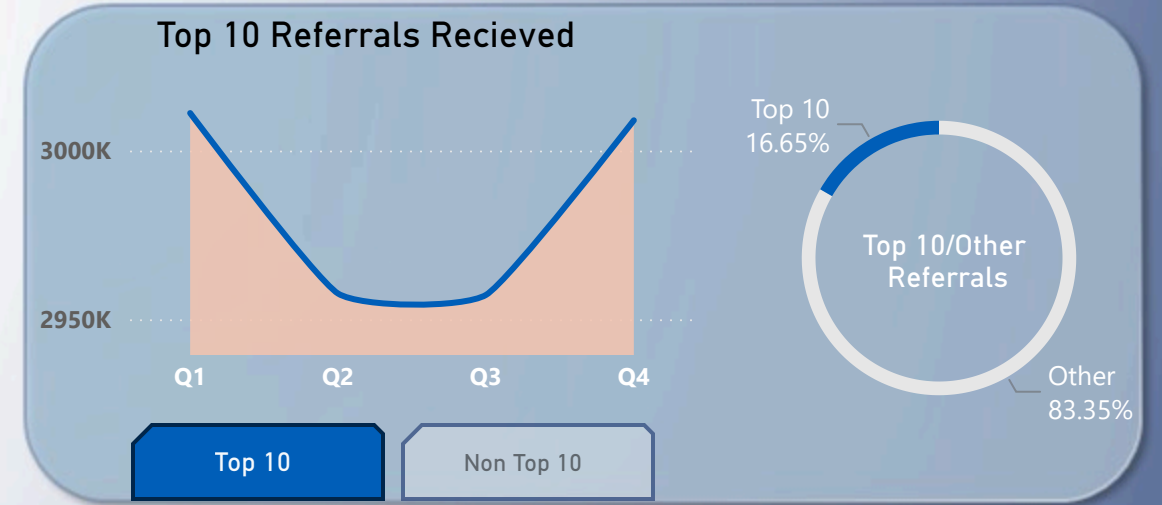 Top 10 Referrals Recieved
3000K
2950K
Q1 Q2 Q3 Q4
Top 10
16.65%
Top 10/Other
Referrals
Other
83.35%
Top 10
Non Top 10